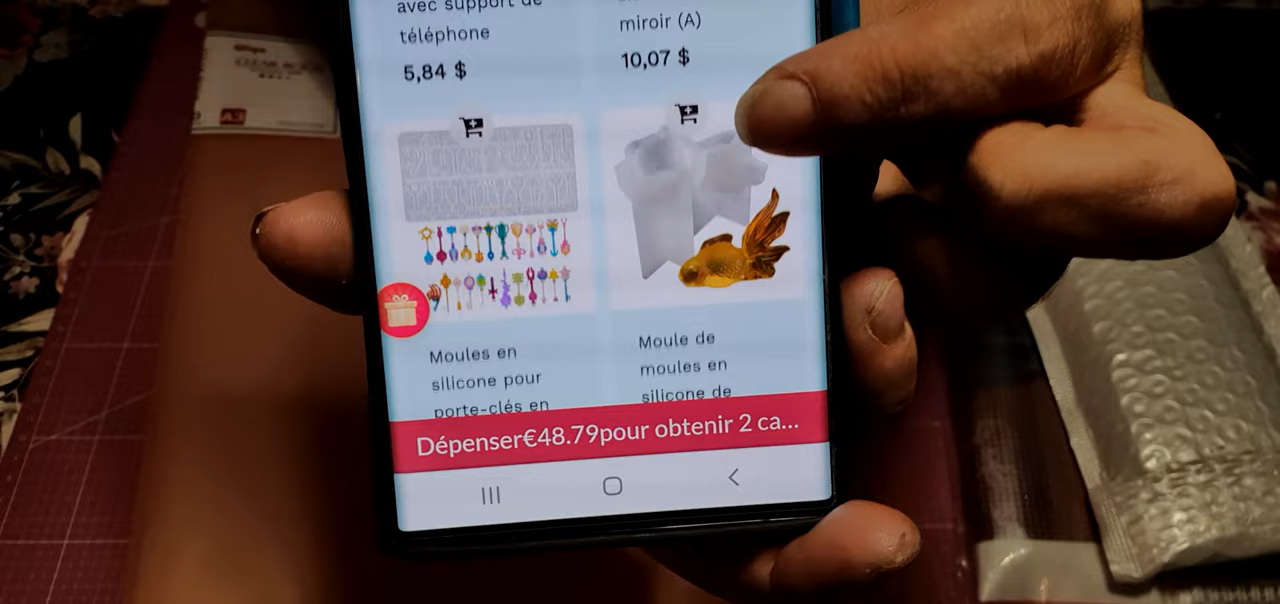 avec support de
téléphone
5,84 $
miroir (A)
10,07 $
Moules en
silicone pour
porte-clés en
Moule de
moules en
silicone de
Dépenser€48.79pour obtenir 2 ca...
A3